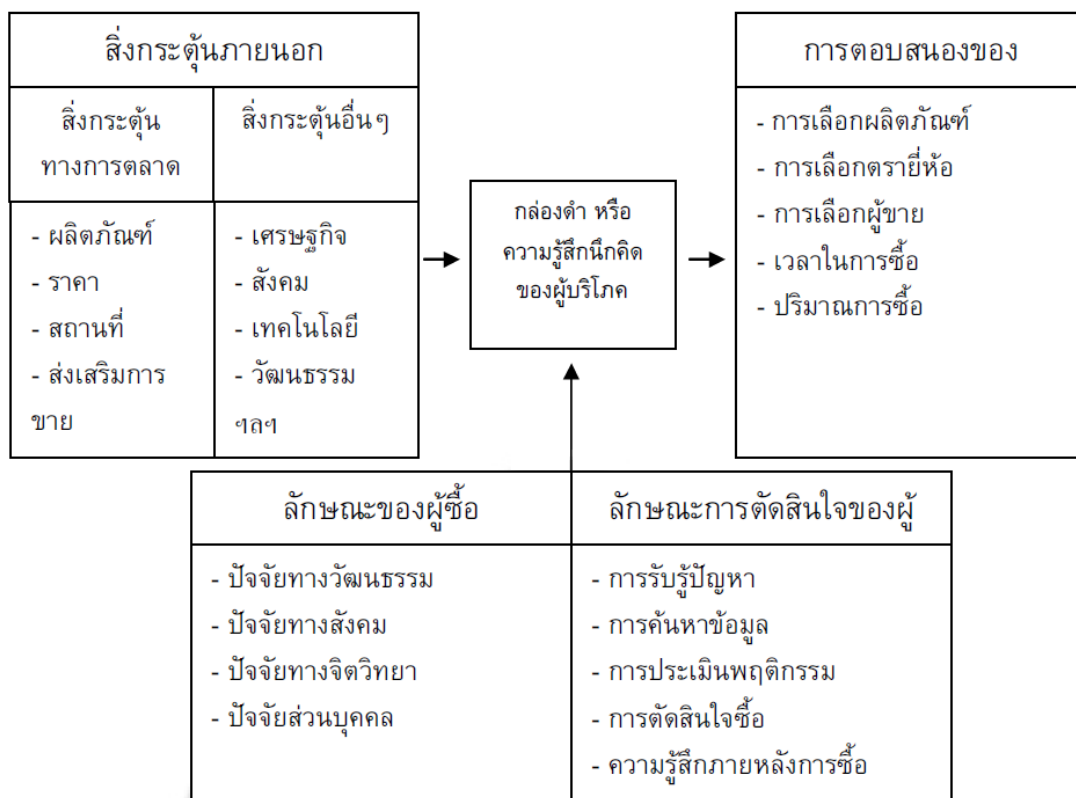 สิ่งกระตุ้นภายนอก
สิ่งกระตุ้น
ทางการตลาด
สิ่งกระตุ้นอื่นๆ
- ผลิตภัณฑ์
- ราคา
- สถานที่
- ส่งเสริมการ
ขาย
- เศรษฐกิจ
- สังคม
- เทคโนโลยี
- วัฒนธรรม
ฯลฯ
กล่องดำ หรือ
ความรู้สึกนึกคิด
ของผู้บริโภค
การตอบสนองของ
- การเลือกผลิตภัณฑ์
- การเลือกตรายี่ห้อ
- การเลือกผู้ขาย
- เวลาในการซื้อ
- ปริมาณการซื้อ
ลักษณะของผู้ซื้อ
- ปัจจัยทางวัฒนธรรม
- ปัจจัยทางสังคม
- ปัจจัยทางจิตวิทยา
- ปัจจัยส่วนบุคคล
ลักษณะการตัดสินใจของผู้
- การรับรู้ปัญหา
- การค้นหาข้อมูล
- การประเมินพฤติกรรม
- การตัดสินใจซื้อ
- ความรู้สึกภายหลังการซื้อ